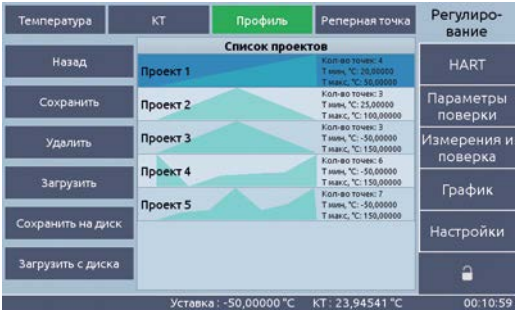 Температура
КТ
Профиль
Реперная точка
Регулиро-
вание
Список проектов
Назад
Сохранить
Удалить
Загрузить
Сохранить на диск
Загрузить с диска
Проект 1
Кол-во точек: 4
Т мин, °C: 20,00000
Т макс, °C: 50,00000
Проект 2
Кол-во точек: 3
Т мин, °C: 25,00000
Т макс, °C: 100,00000
Проект 3
Кол-во точек: 3
Т мин, °C: -50,00000
Т макс, °C: 150,00000
Проект 4
Кол-во точек: 6
Т мин, °C: -50,00000
Т макс, °C: 150,00000
Проект 5
Кол-во точек: 7
Т мин, °C: -50,00000
Т макс, °C: 150,00000
HART
Параметры
поверки
Измерения и
поверка
График
Настройки
Уставка : -50,00000 °C
КТ : 23,94541 °C
00:10:59